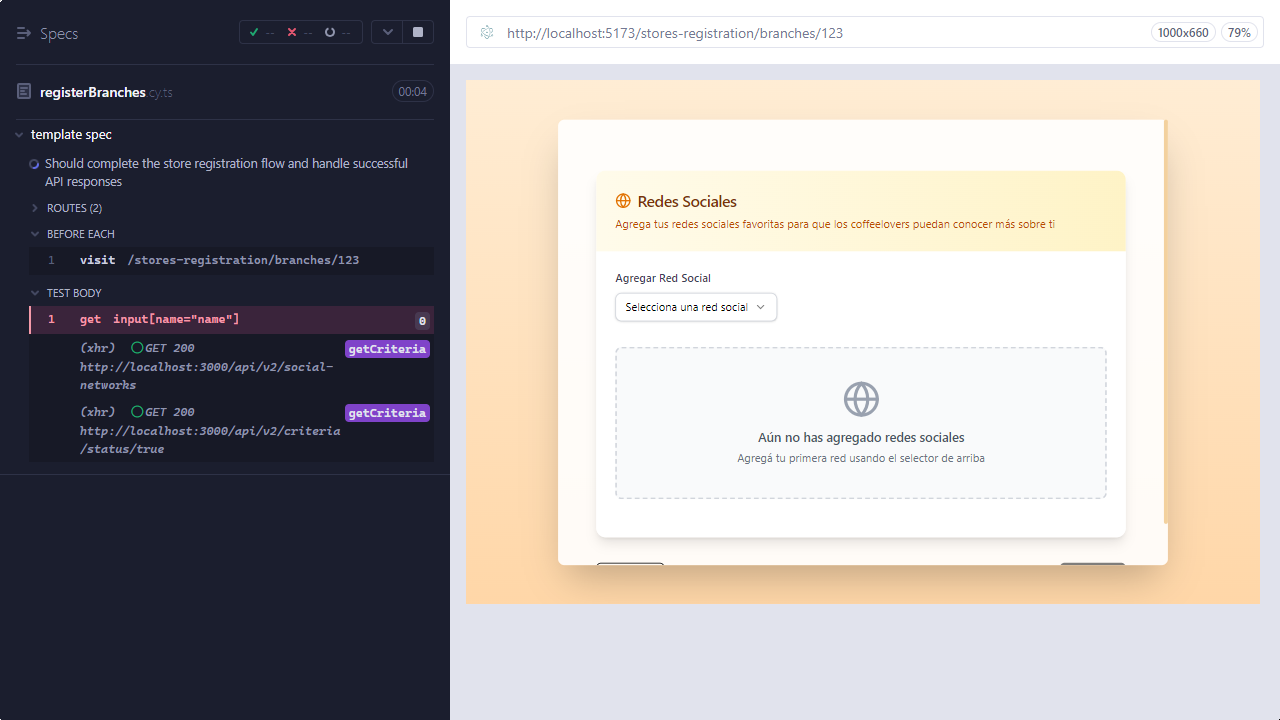 Specs
-- -- --
registerBranches.cy.ts
00:04
template spec
Should complete the store registration flow and handle successful
API responses
ROUTES (2)
BEFORE EACH
1 visit /stores-registration/branches/123
TEST BODY
1 get input[name="name"] 0
(xhr) GET 200 getCriteria
http://localhost:3000/api/v2/social-
networks
(xhr) GET 200 getCriteria
http://localhost:3000/api/v2/criteria
/status/true
http://localhost:5173/stores-registration/branches/123
1000x660
79%
Redes Sociales
Agrega tus redes sociales favoritas para que los coffeelovers puedan conocer más sobre ti
Agregar Red Social
Selecciona una red social
Aún no has agregado redes sociales
Agregá tu primera red usando el selector de arriba